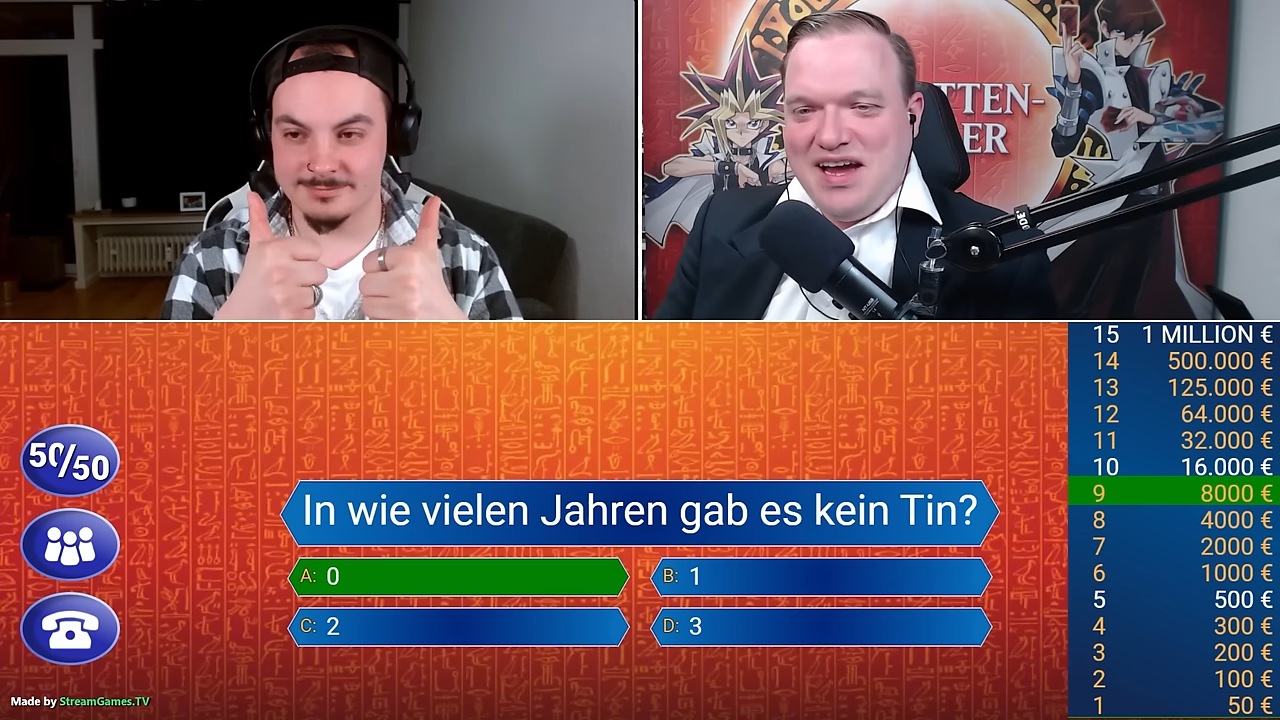 TTEN-
ER
50/50
In wie vielen Jahren gab es kein Tin?
A: 0
B: 1
C: 2
D: 3
15 1 MILLION €
14 500.000 €
13 125.000 €
12 64.000 €
11 32.000 €
10 16.000 €
9 8000 €
8 4000 €
7 2000 €
6 1000 €
5 500 €
4 300 €
3 200 €
2 100 €
1 50 €
Made by StreamGames.TV